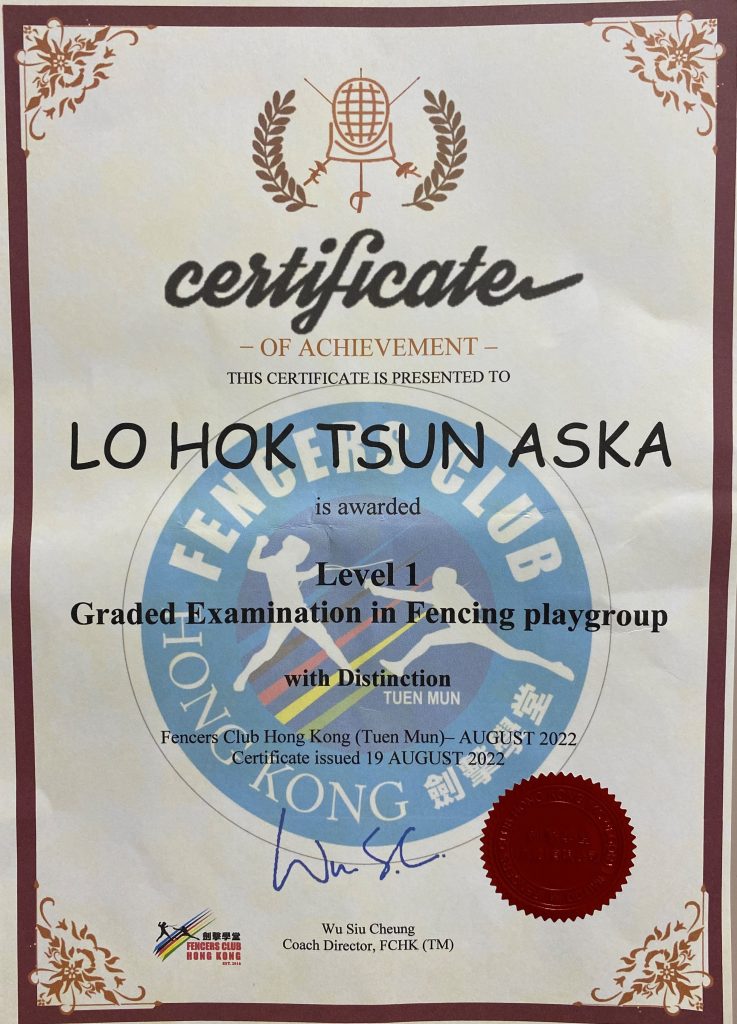 certificate
– OF ACHIEVEMENT –
THIS CERTIFICATE IS PRESENTED TO
LO HOK TSUN ASKA
FENCERS CLUB
is awarded
Level 1
Graded Examination in Fencing playgroup
with Distinction
TUEN MUN
HONG KONG
劍擊學堂
Fencers Club Hong Kong (Tuen Mun)– AUGUST 2022
Certificate issued 19 AUGUST 2022
Wu S.C.
Wu Siu Cheung
Coach Director, FCHK (TM)
劍擊學堂
FENCERS CLUB
HONG KONG
EST. 2014